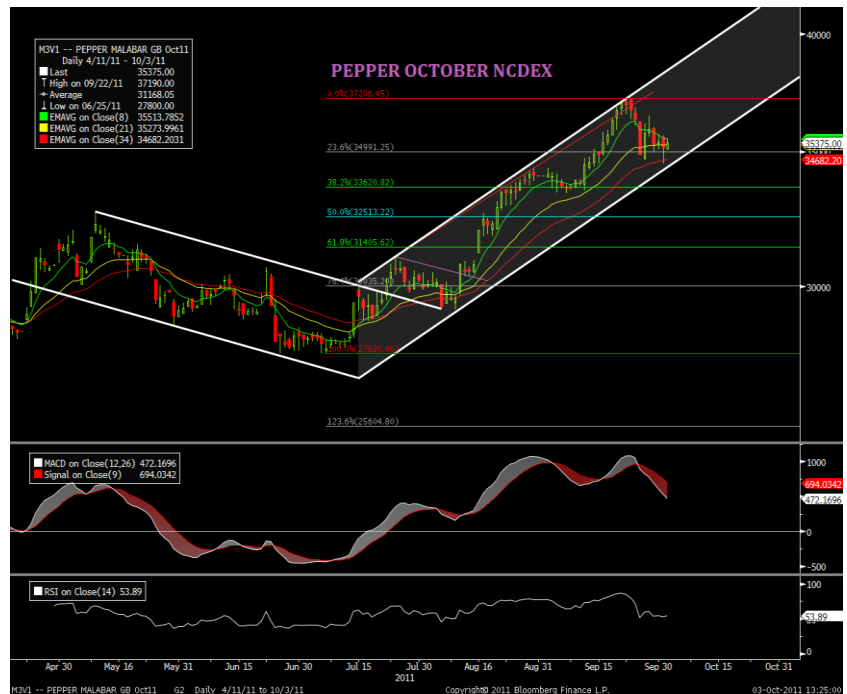 M3V1 -- PEPPER MALABAR GB Oct11
Daily 4/11/11 - 10/3/11
Last 35375.00
High on 09/22/11 37190.00
Average 31168.05
Low on 06/25/11 27800.00
EMAVG on Close(8) 35513.7852
EMAVG on Close(21) 35273.9961
EMAVG on Close(34) 34682.2031
PEPPER OCTOBER NCDEX
40000
0.0%(37206.45)
35375.00
23.6%(34991.25)
34682.20
38.2%(33620.82)
50.0%(32513.22)
61.8%(31405.62)
30000
100.0%(27820.00)
123.6%(25604.80)
MACD on Close(12,26) 472.1696
Signal on Close(9) 694.0342
1000
694.0342
472.1696
0
-500
RSI on Close(14) 53.89
100
53.89
0
Apr 30 May 16 May 31 Jun 15 Jun 30 Jul 15 Jul 30 Aug 16 Aug 31 Sep 15 Sep 30 Oct 15 Oct 31
2011
M3V1 -- PEPPER MALABAR GB Oct11 G2 Daily 4/11/11 to 10/3/11 Copyright© 2011 Bloomberg Finance L.P. 03-Oct-2011 13:25:00